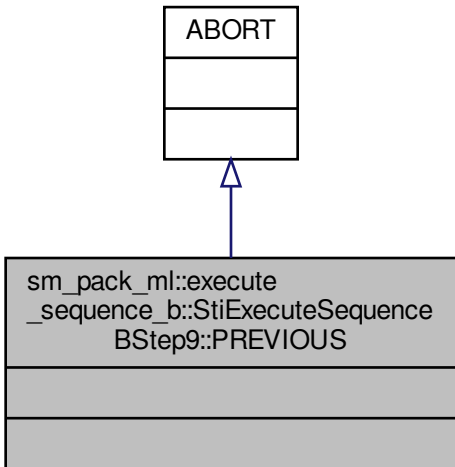 ABORT
sm_pack_ml::execute
_sequence_b::StiExecuteSequence
BStep9::PREVIOUS